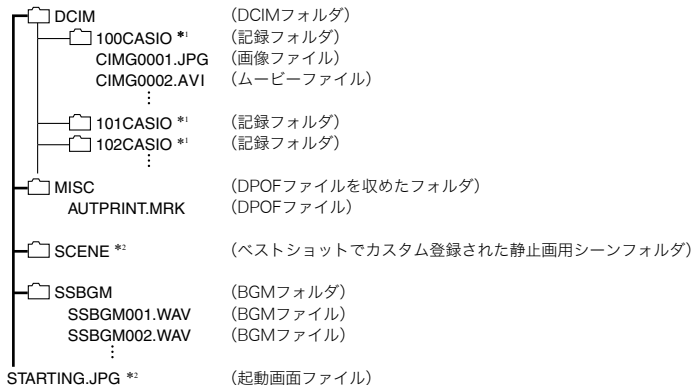 DCIM （DCIMフォルダ）
100CASIO *1 （記録フォルダ）
CIMG0001.JPG （画像ファイル）
CIMG0002.AVI （ムービーファイル）
⋮
101CASIO *1 （記録フォルダ）
102CASIO *1 （記録フォルダ）
⋮
MISC （DPOFファイルを収めたフォルダ）
AUTPRINT.MRK （DPOFファイル）
SCENE *2 （ベストショットでカスタム登録された静止画用シーンフォルダ）
SSBGM （BGMフォルダ）
SSBGM001.WAV （BGMファイル）
SSBGM002.WAV （BGMファイル）
⋮
STARTING.JPG *2 （起動画面ファイル）